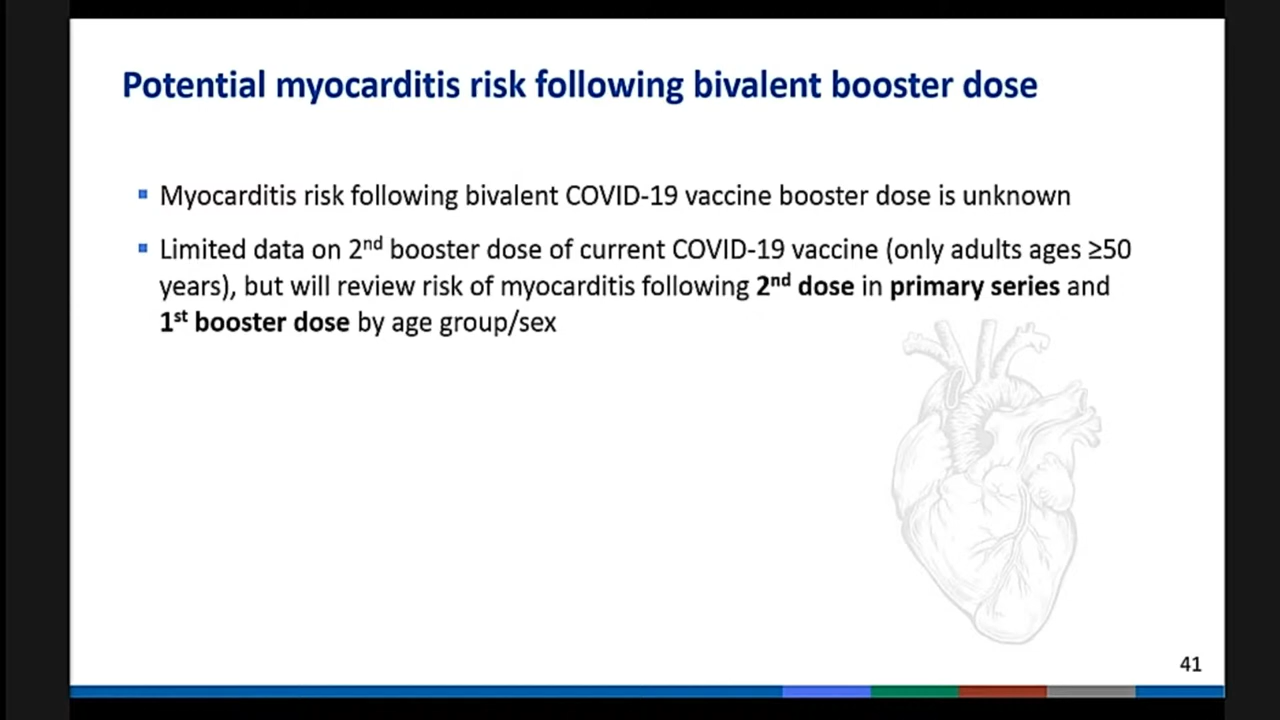 Potential myocarditis risk following bivalent booster dose
Myocarditis risk following bivalent COVID-19 vaccine booster dose is unknown
Limited data on 2nd booster dose of current COVID-19 vaccine (only adults ages ≥50
years), but will review risk of myocarditis following 2nd dose in primary series and
1st booster dose by age group/sex
41